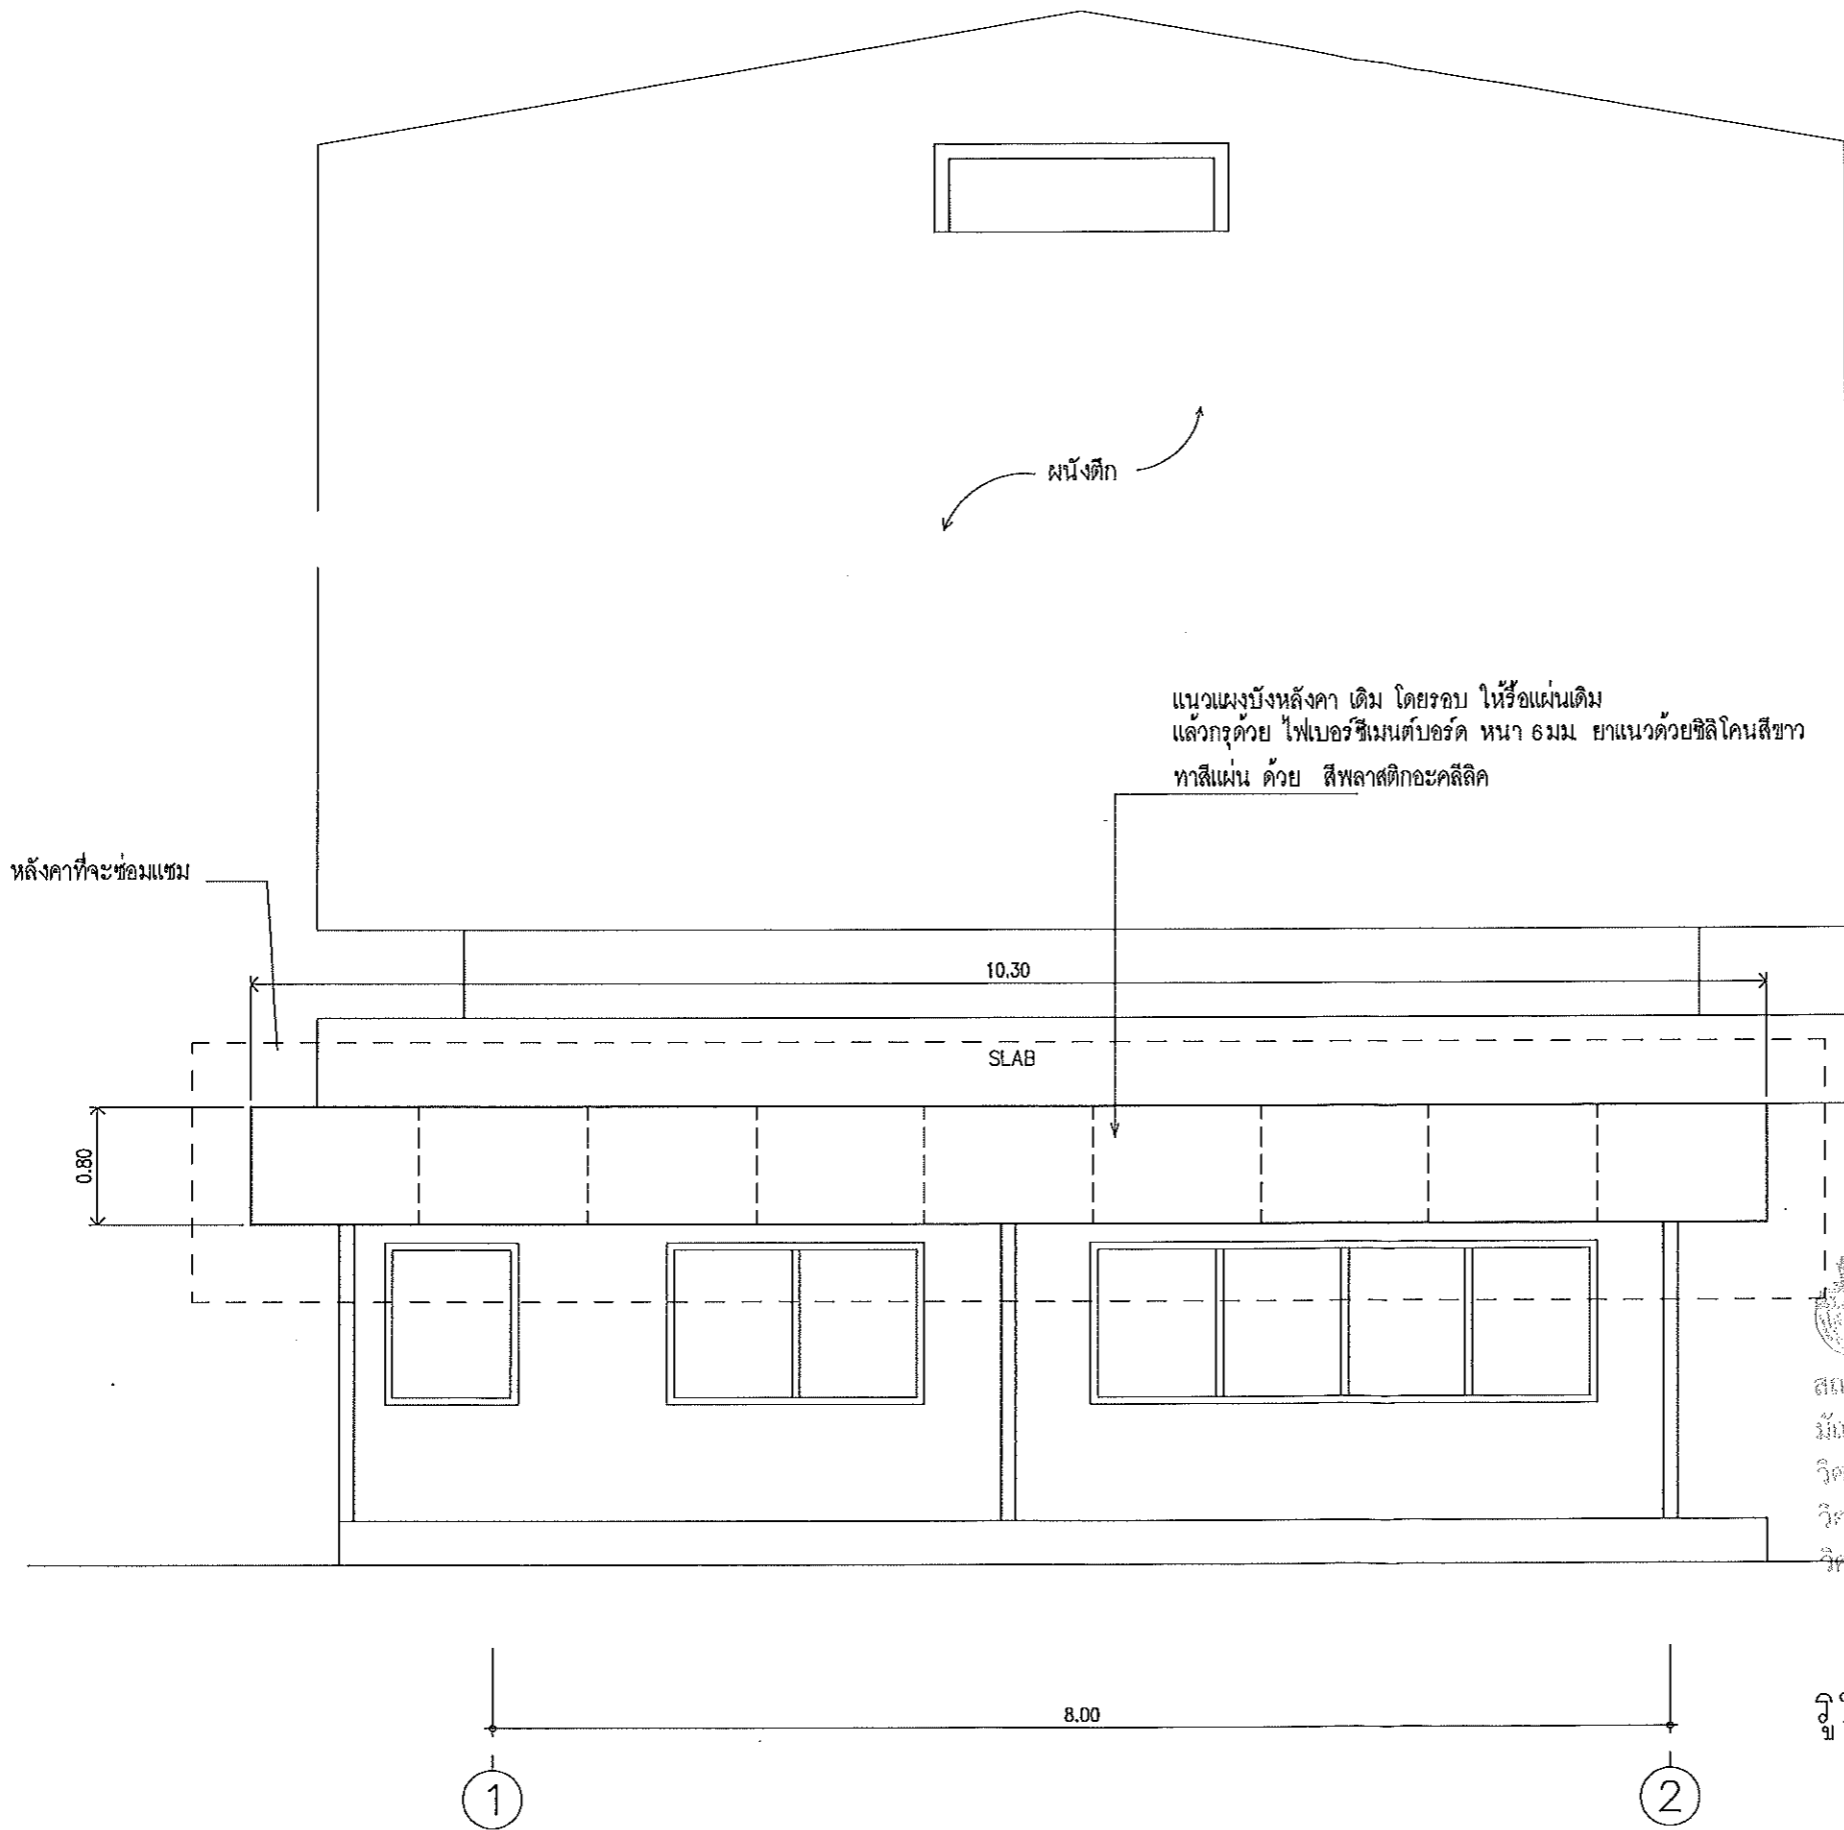 ผนังตึก
แนวแผงบังหลังคา เดิม โดยรอบ ให้รื้อแผ่นเดิม
แล้วกรุด้วย ไฟเบอร์ซีเมนต์บอร์ด หนา 6 มม. ยาแนวด้วยซิลิโคนสีขาว
ทาสีแผ่น ด้วย สีพลาสติกอะคลีลิค
หลังคาที่จะซ่อมแซม
10.30
SLAB
0.80
8.00
1
2